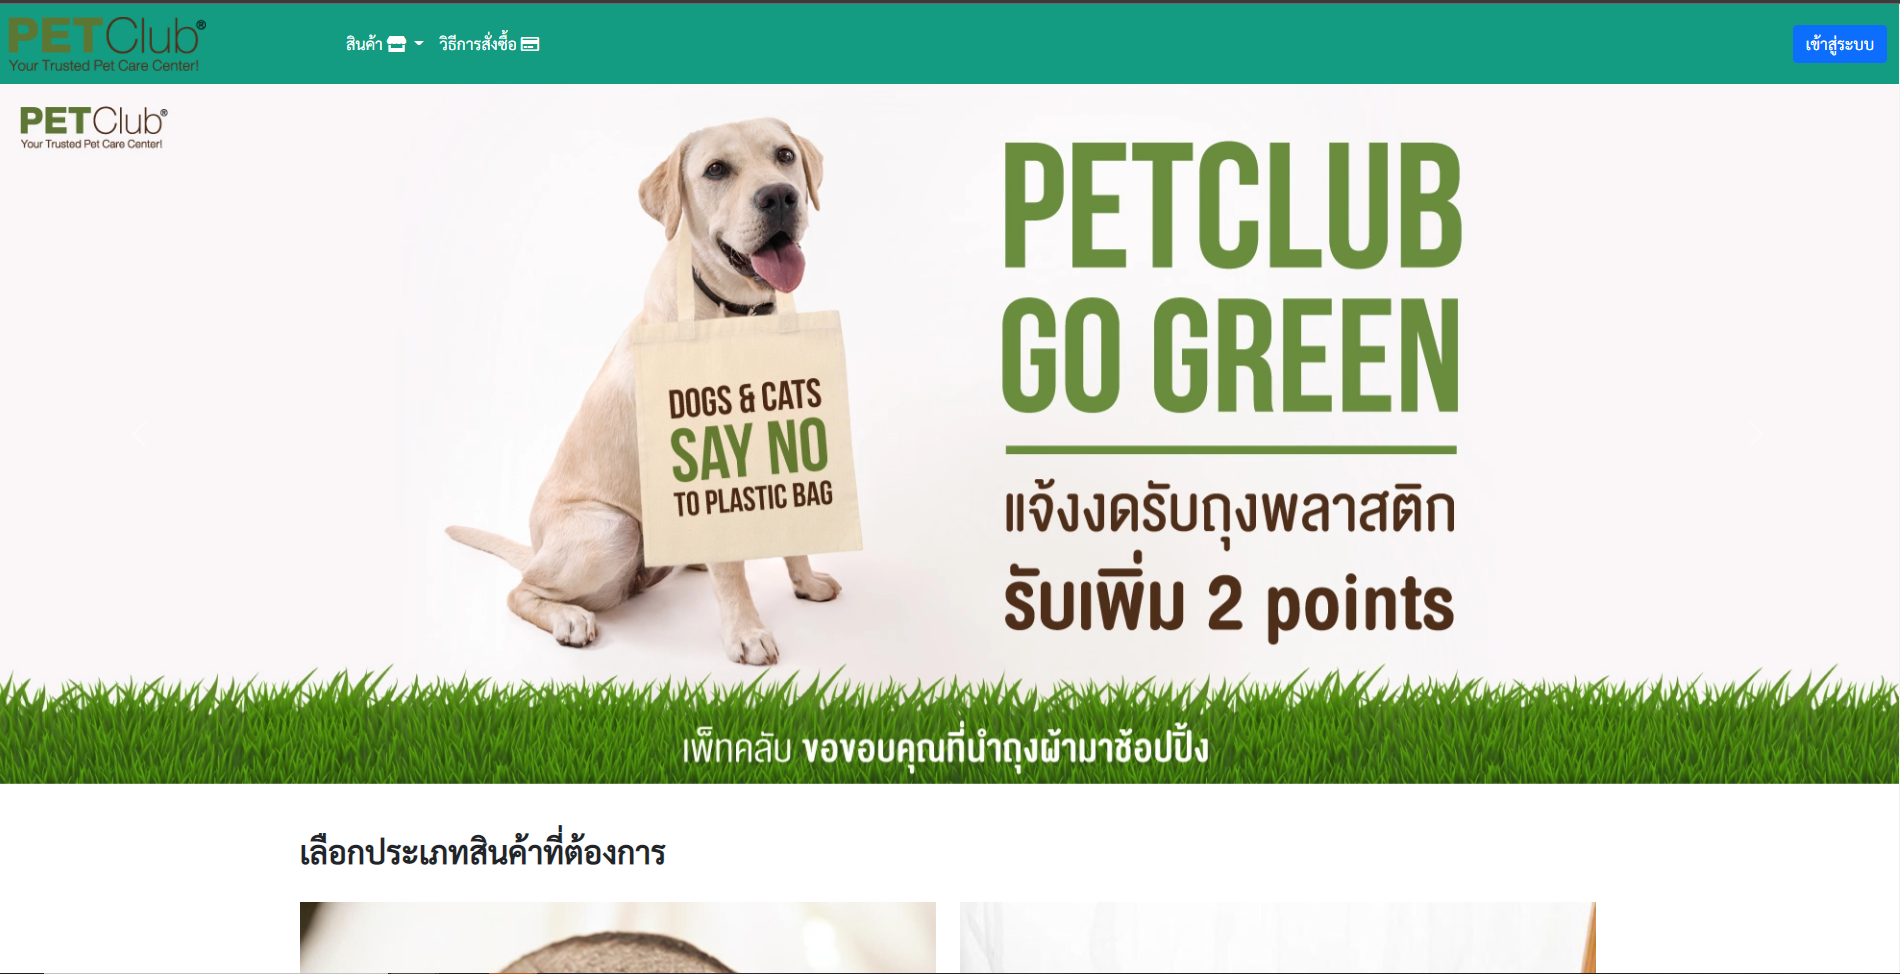 PETClub®
Your Trusted Pet Care Center!
สินค้า วิธีการสั่งซื้อ
เข้าสู่ระบบ
PETClub®
Your Trusted Pet Care Center!
DOGS & CATS
SAY NO
TO PLASTIC BAG
PETCLUB
GO GREEN
แจ้งงดรับถุงพลาสติก
รับเพิ่ม 2 points
เพ็ทคลับ ขอขอบคุณที่นำถุงผ้ามาช้อปปิ้ง
เลือกประเภทสินค้าที่ต้องการ